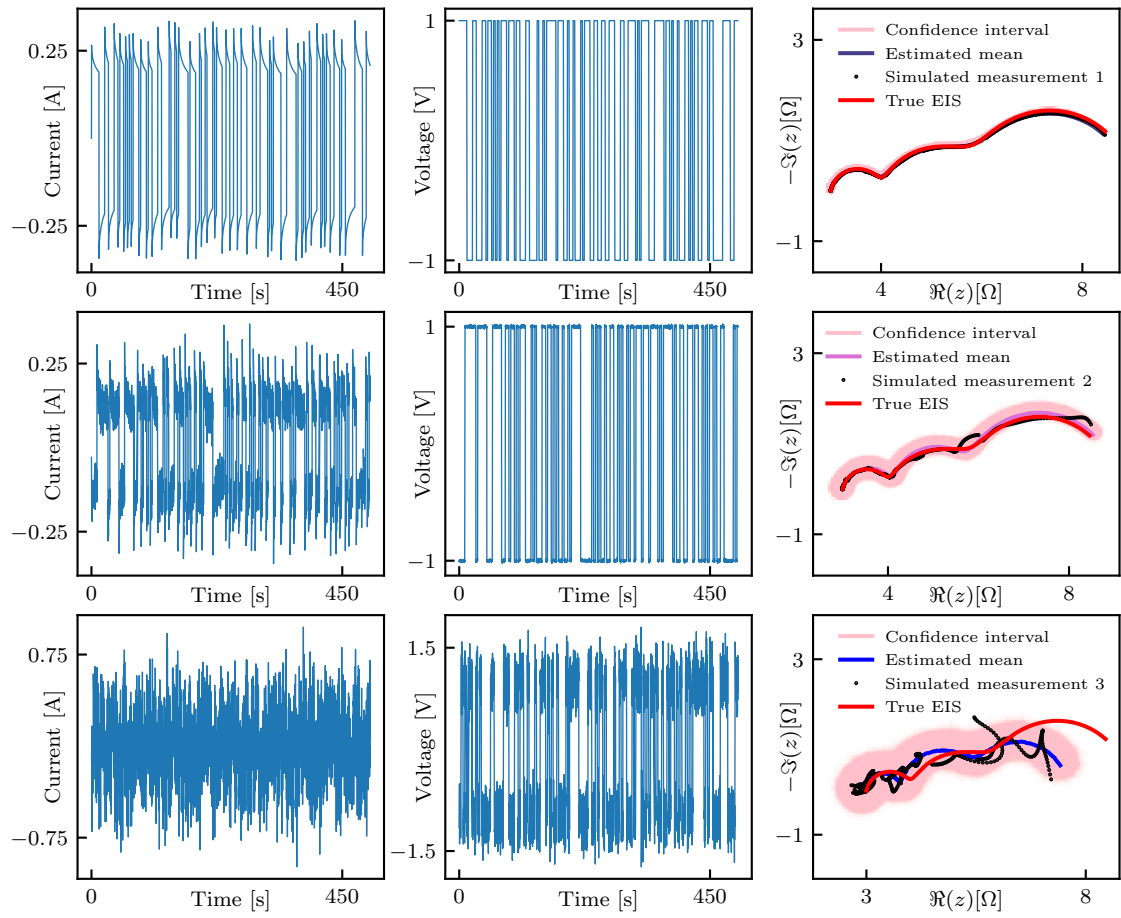 Current [A]
0.25
−0.25
0
Time [s]
450
Voltage [V]
1
−1
0
Time [s]
450
Confidence interval
Estimated mean
Simulated measurement 1
True EIS
−ℑ(z)[Ω]
3
−1
4
ℜ(z)[Ω]
8
Current [A]
0.25
−0.25
0
Time [s]
450
Voltage [V]
1
−1
0
Time [s]
450
Confidence interval
Estimated mean
Simulated measurement 2
True EIS
−ℑ(z)[Ω]
3
−1
4
ℜ(z)[Ω]
8
Current [A]
0.75
−0.75
0
Time [s]
450
Voltage [V]
1.5
−1.5
0
Time [s]
450
Confidence interval
Estimated mean
Simulated measurement 3
True EIS
−ℑ(z)[Ω]
3
−1
3
ℜ(z)[Ω]
8